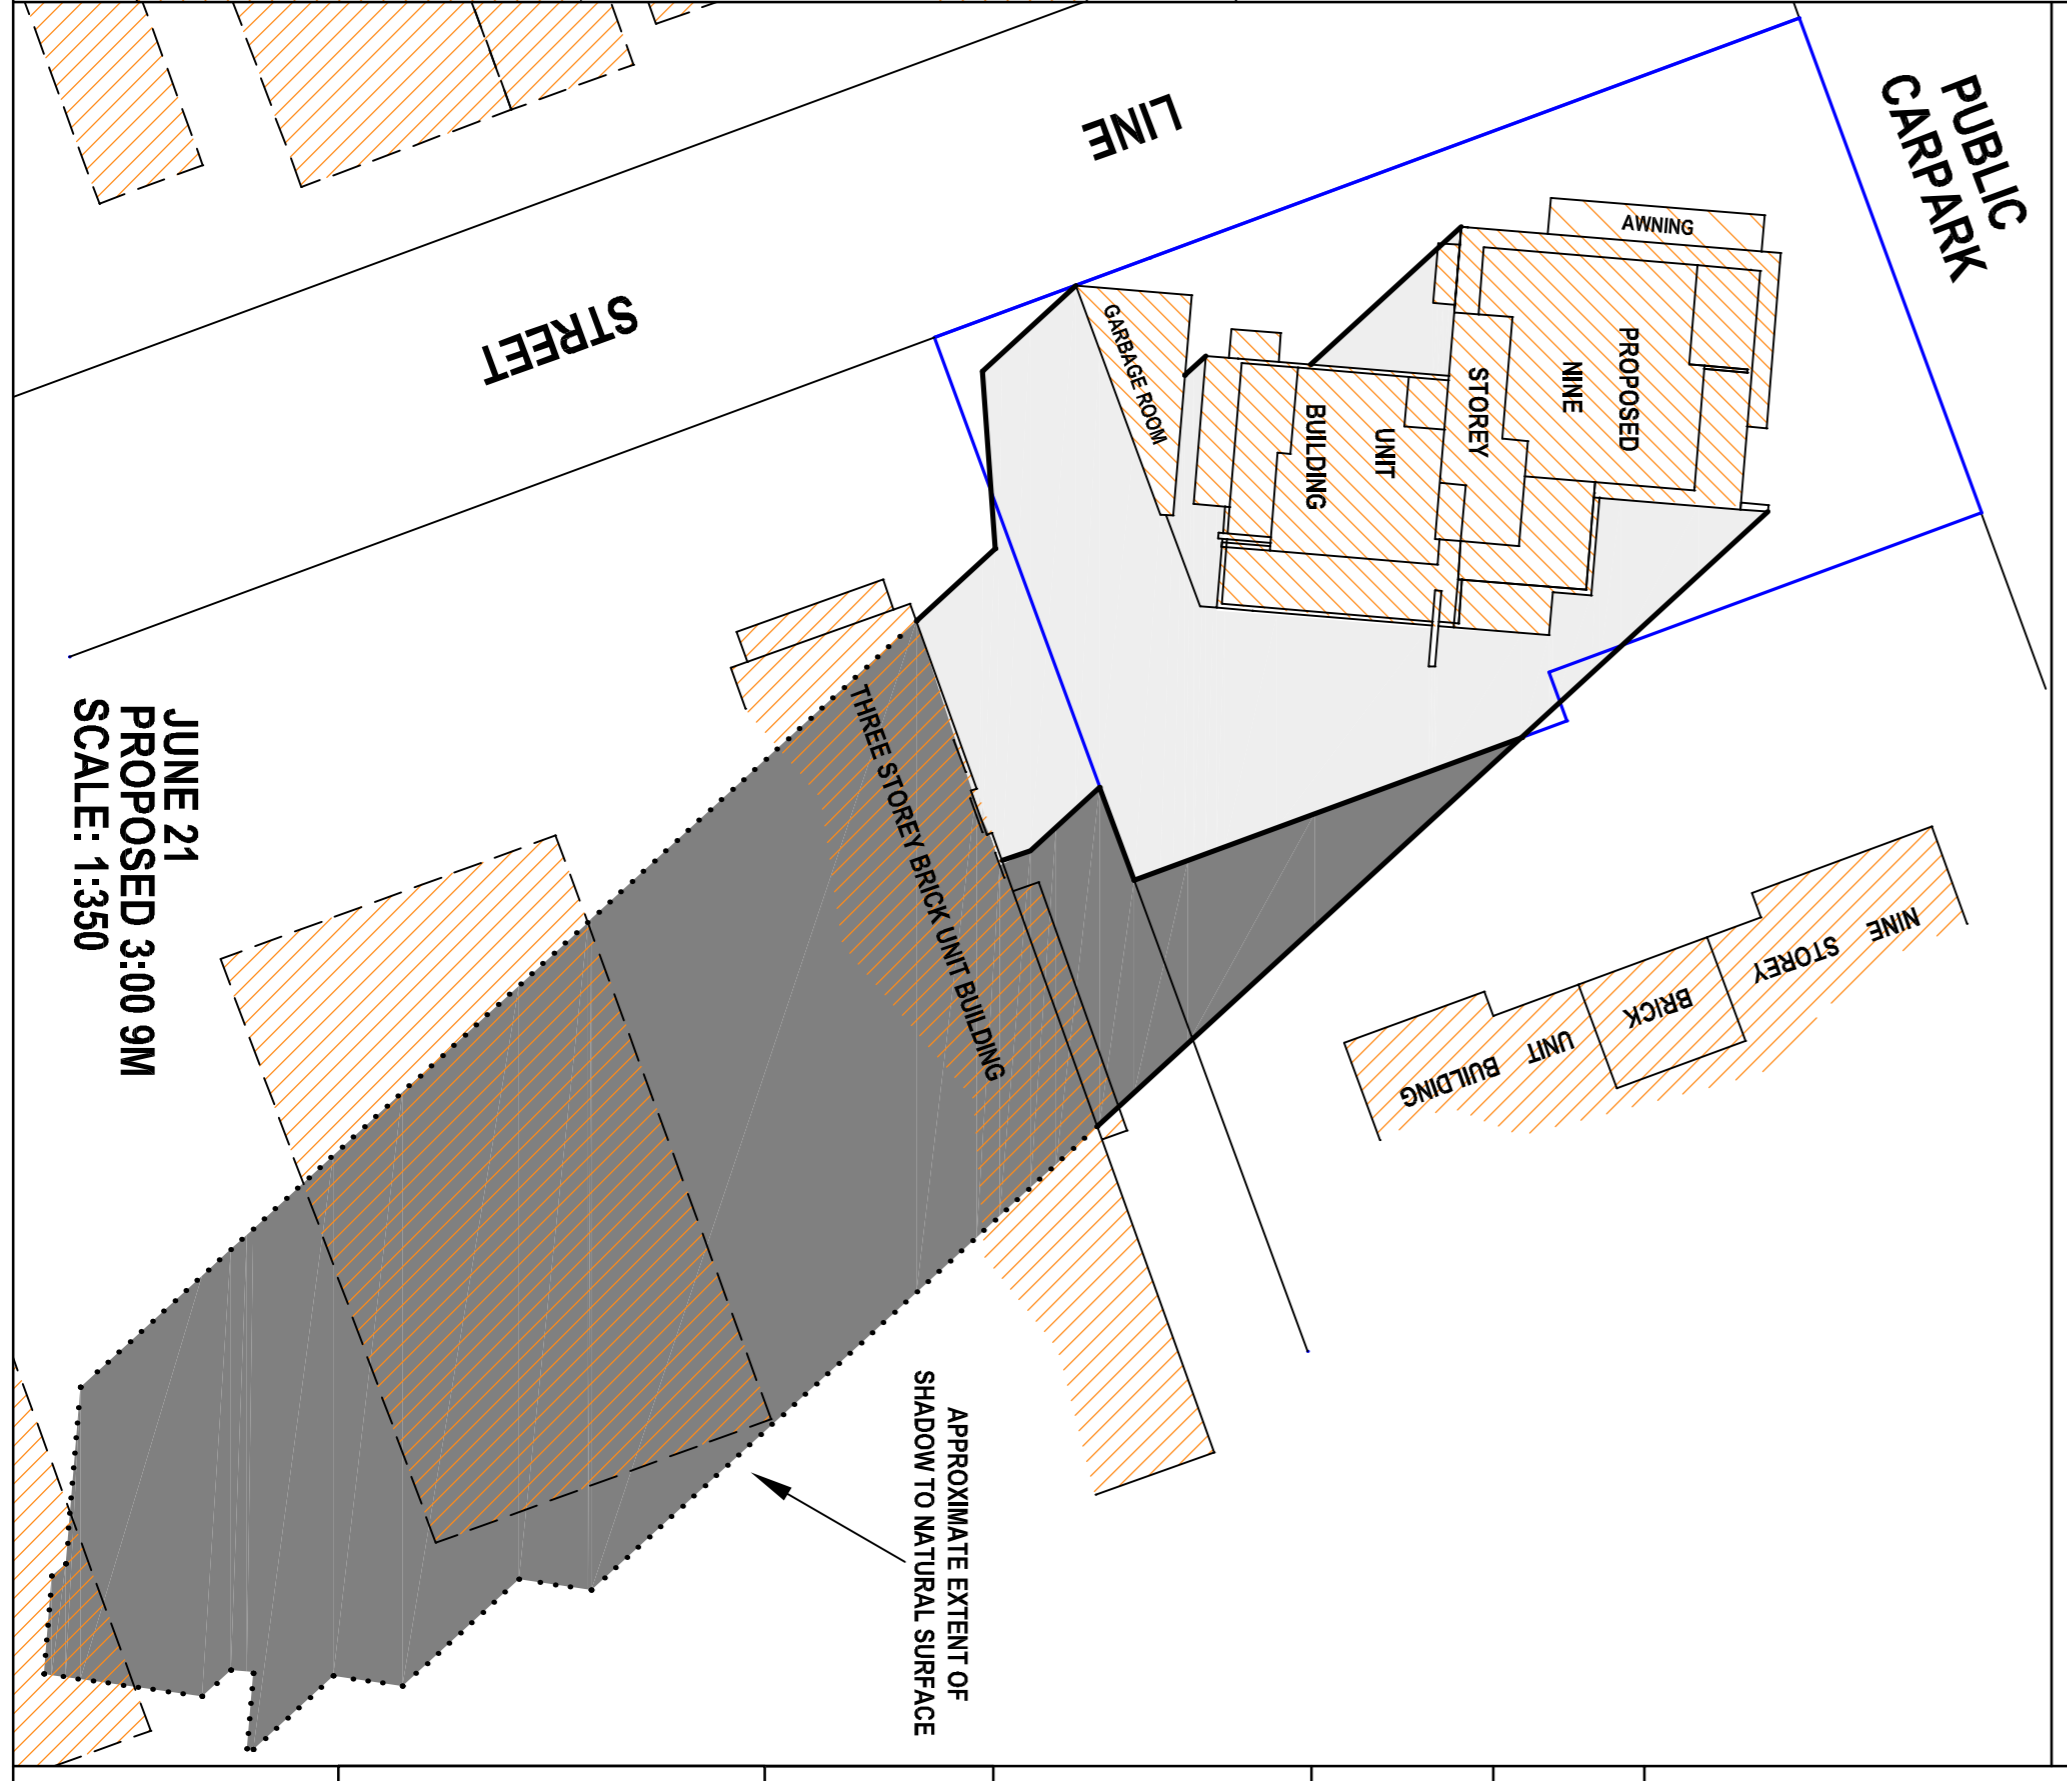 PUBLIC
CARPARK
LINE
STREET
AWNING
PROPOSED
NINE
STOREY
UNIT
BUILDING
GARBAGE ROOM
THREE STOREY BRICK UNIT BUILDING
NINE
STOREY
BRICK
UNIT
BUILDING
JUNE 21
PROPOSED 3:00 9M
SCALE: 1:350
APPROXIMATE EXTENT OF
SHADOW TO NATURAL SURFACE